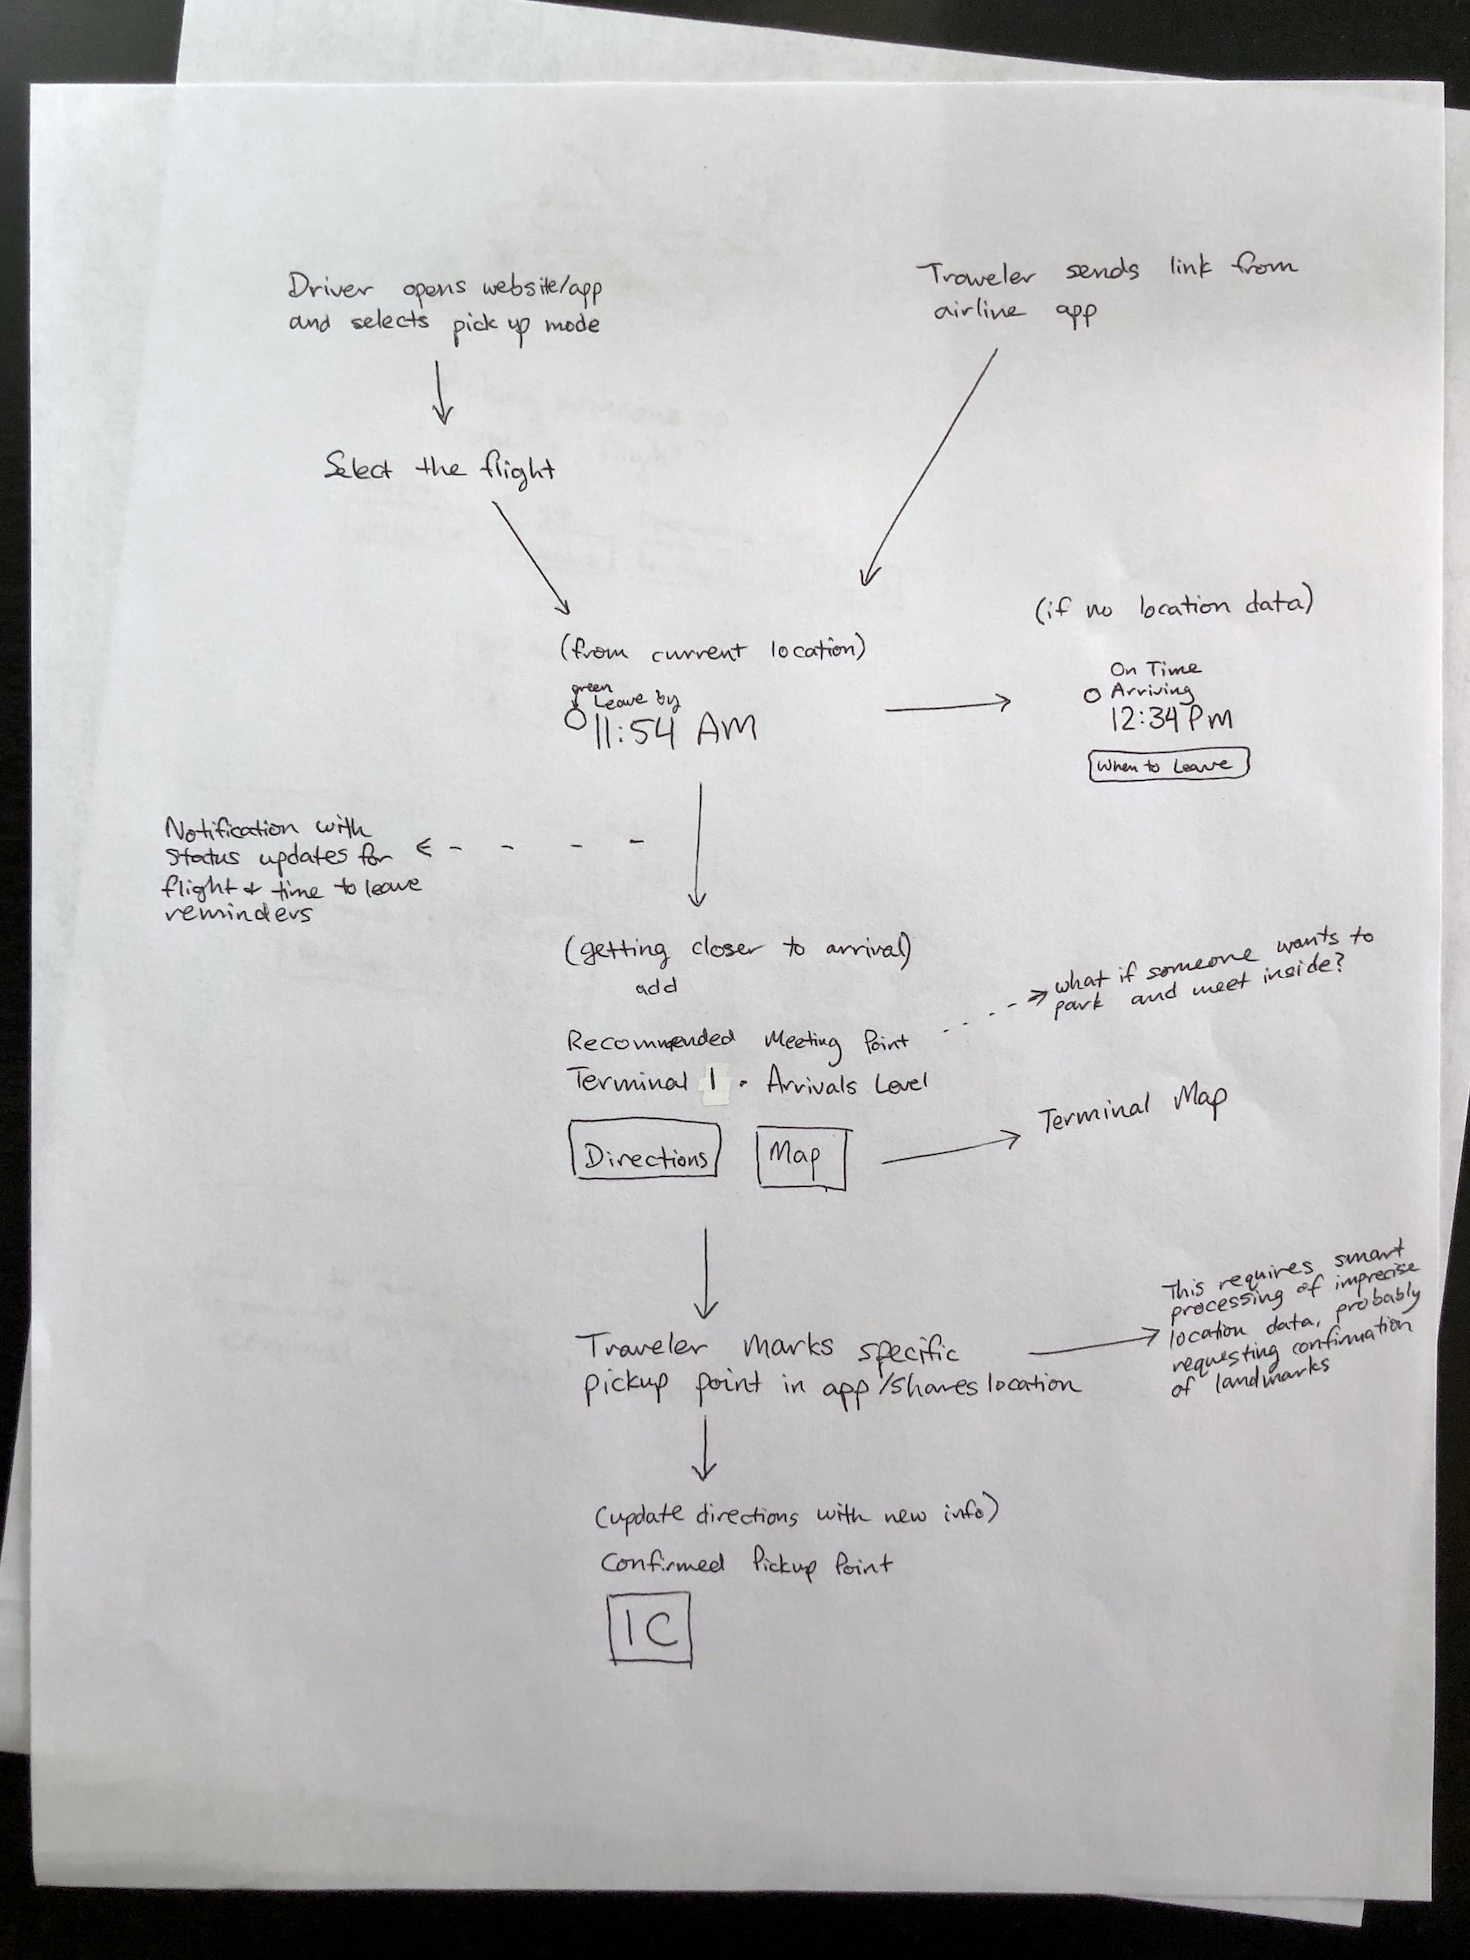 Driver opens website/app
and selects pick up mode
Traveler sends link from
airline app
Select the flight
(from current location)
green
Leave by
11:54 AM
(if no location data)
On Time
Arriving
12:34 PM
When to Leave
Notification with
status updates for
flight + time to leave
reminders
(getting closer to arrival)
add
Recommended Meeting Point
Terminal 1 · Arrivals Level
what if someone wants to
park and meet inside?
Directions
Map
Terminal Map
Traveler marks specific
pickup point in app/shares location
This requires smart
processing of imprecise
location data, probably
requesting confirmation
of landmarks
(update directions with new info)
Confirmed Pickup Point
1C